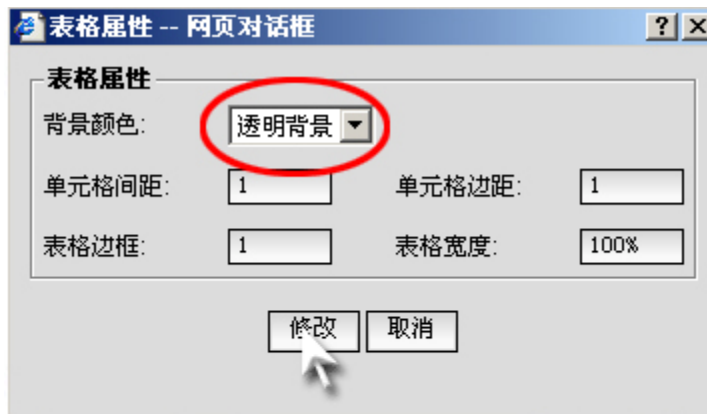 表格属性 -- 网页对话框
表格属性
背景颜色: 透明背景
单元格间距: 1 单元格边距: 1
表格边框: 1 表格宽度: 100%
修改 取消